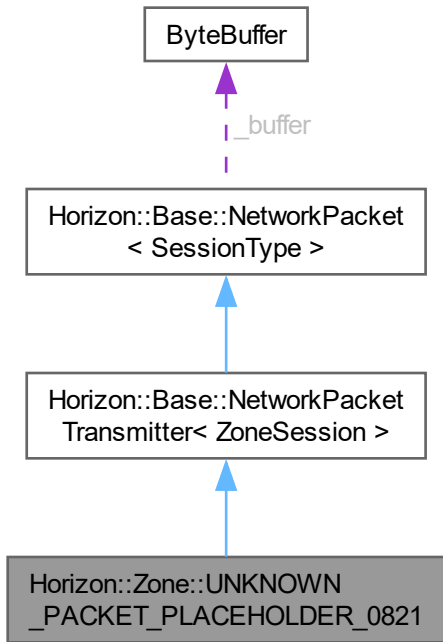 ByteBuffer
_buffer
Horizon::Base::NetworkPacket
< SessionType >
Horizon::Base::NetworkPacket
Transmitter< ZoneSession >
Horizon::Zone::UNKNOWN
_PACKET_PLACEHOLDER_0821